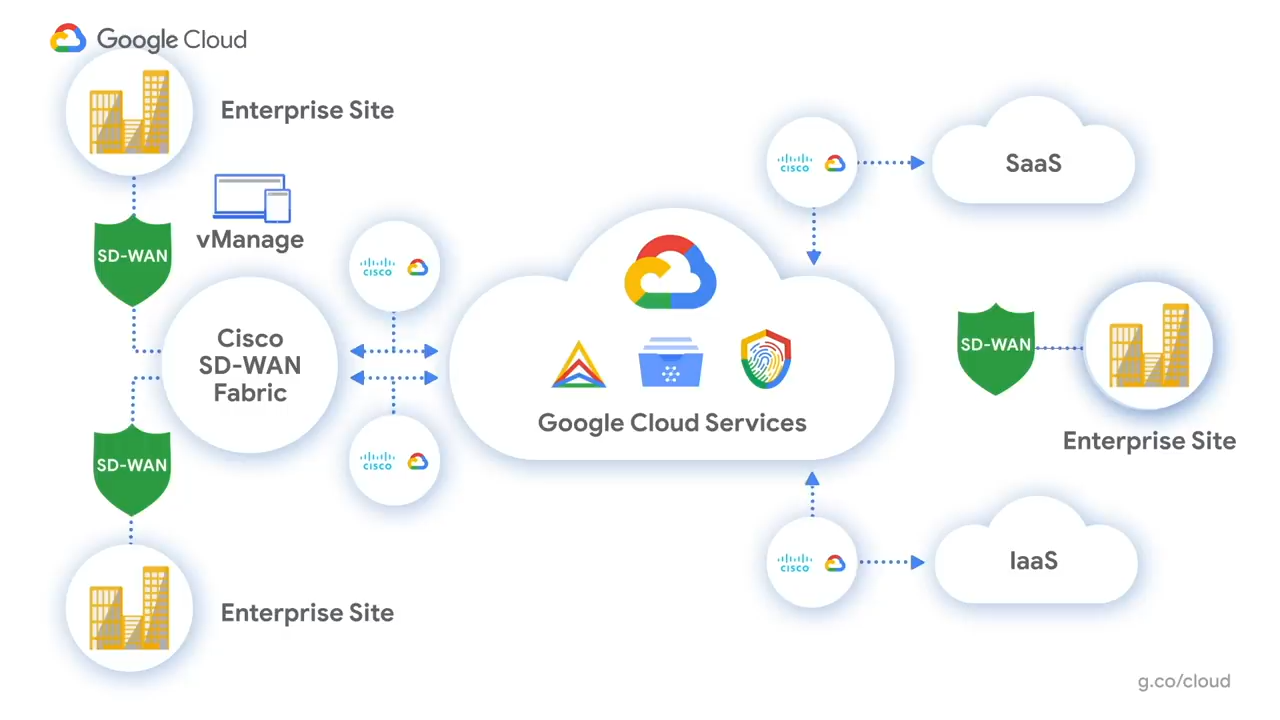 Google Cloud
Enterprise Site
SD-WAN
vManage
CISCO
Cisco
SD-WAN
Fabric
SD-WAN
CISCO
Enterprise Site
Google Cloud Services
CISCO
SaaS
SD-WAN
Enterprise Site
CISCO
IaaS
g.co/cloud